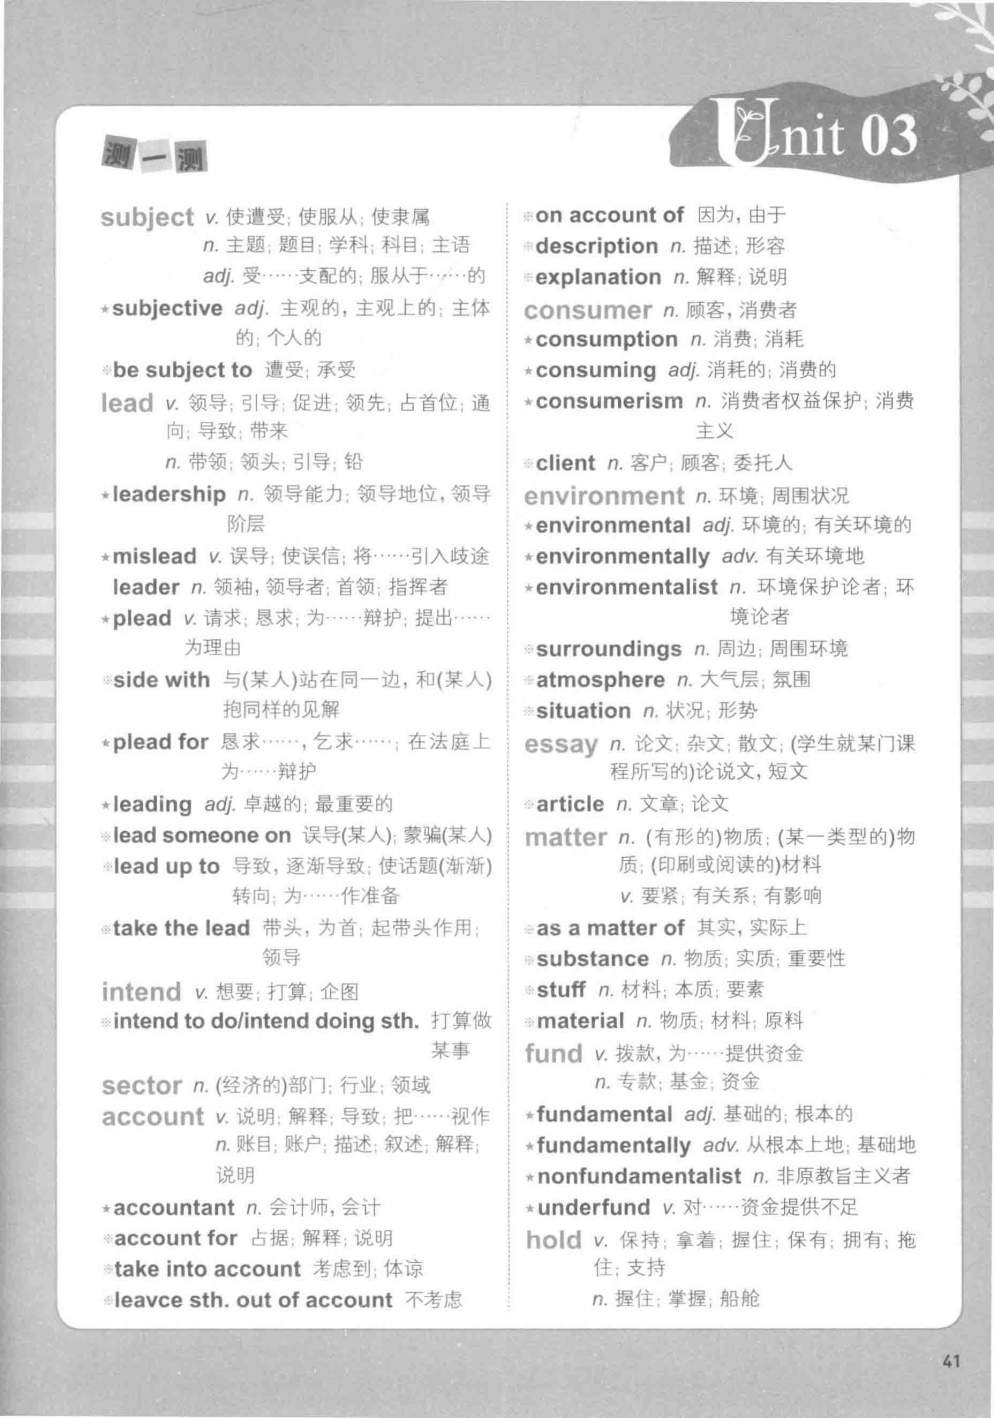 Unit 03
测一测
subject v. 使遭受; 使服从; 使隶属
n. 主题; 题目; 学科; 科目; 主语
adj. 受……支配的; 服从于……的
*subjective adj. 主观的, 主观上的; 主体
的; 个人的
※be subject to 遭受; 承受
lead v. 领导; 引导; 促进; 领先; 占首位; 通
向; 导致; 带来
n. 带领; 领头; 引导; 铅
*leadership n. 领导能力; 领导地位, 领导
阶层
*mislead v. 误导; 使误信; 将……引入歧途
leader n. 领袖, 领导者; 首领; 指挥者
*plead v. 请求; 恳求; 为……辩护; 提出……
为理由
※side with 与(某人)站在同一边, 和(某人)
抱同样的见解
*plead for 恳求……, 乞求……; 在法庭上
为……辩护
*leading adj. 卓越的; 最重要的
※lead someone on 误导(某人); 蒙骗(某人)
※lead up to 导致, 逐渐导致; 使话题(渐渐)
转向; 为……作准备
※take the lead 带头, 为首; 起带头作用;
领导
intend v. 想要; 打算; 企图
※intend to do/intend doing sth. 打算做
某事
sector n. (经济的)部门; 行业; 领域
account v. 说明; 解释; 导致; 把……视作
n. 账目; 账户; 描述; 叙述; 解释;
说明
*accountant n. 会计师, 会计
※account for 占据; 解释; 说明
※take into account 考虑到; 体谅
※leavce sth. out of account 不考虑
※on account of 因为, 由于
※description n. 描述; 形容
※explanation n. 解释; 说明
consumer n. 顾客, 消费者
*consumption n. 消费; 消耗
*consuming adj. 消耗的; 消费的
*consumerism n. 消费者权益保护; 消费
主义
※client n. 客户; 顾客; 委托人
environment n. 环境; 周围状况
*environmental adj. 环境的; 有关环境的
*environmentally adv. 有关环境地
*environmentalist n. 环境保护论者; 环
境论者
※surroundings n. 周边; 周围环境
※atmosphere n. 大气层; 氛围
※situation n. 状况; 形势
essay n. 论文; 杂文; 散文; (学生就某门课
程所写的)论说文, 短文
※article n. 文章; 论文
matter n. (有形的)物质; (某一类型的)物
质; (印刷或阅读的)材料
v. 要紧; 有关系; 有影响
※as a matter of 其实, 实际上
※substance n. 物质; 实质; 重要性
※stuff n. 材料; 本质; 要素
※material n. 物质; 材料; 原料
fund v. 拨款, 为……提供资金
n. 专款; 基金; 资金
*fundamental adj. 基础的; 根本的
*fundamentally adv. 从根本上地; 基础地
*nonfundamentalist n. 非原教旨主义者
*underfund v. 对……资金提供不足
hold v. 保持; 拿着; 握住; 保有; 拥有; 拖
住; 支持
n. 握住; 掌握; 船舱
41